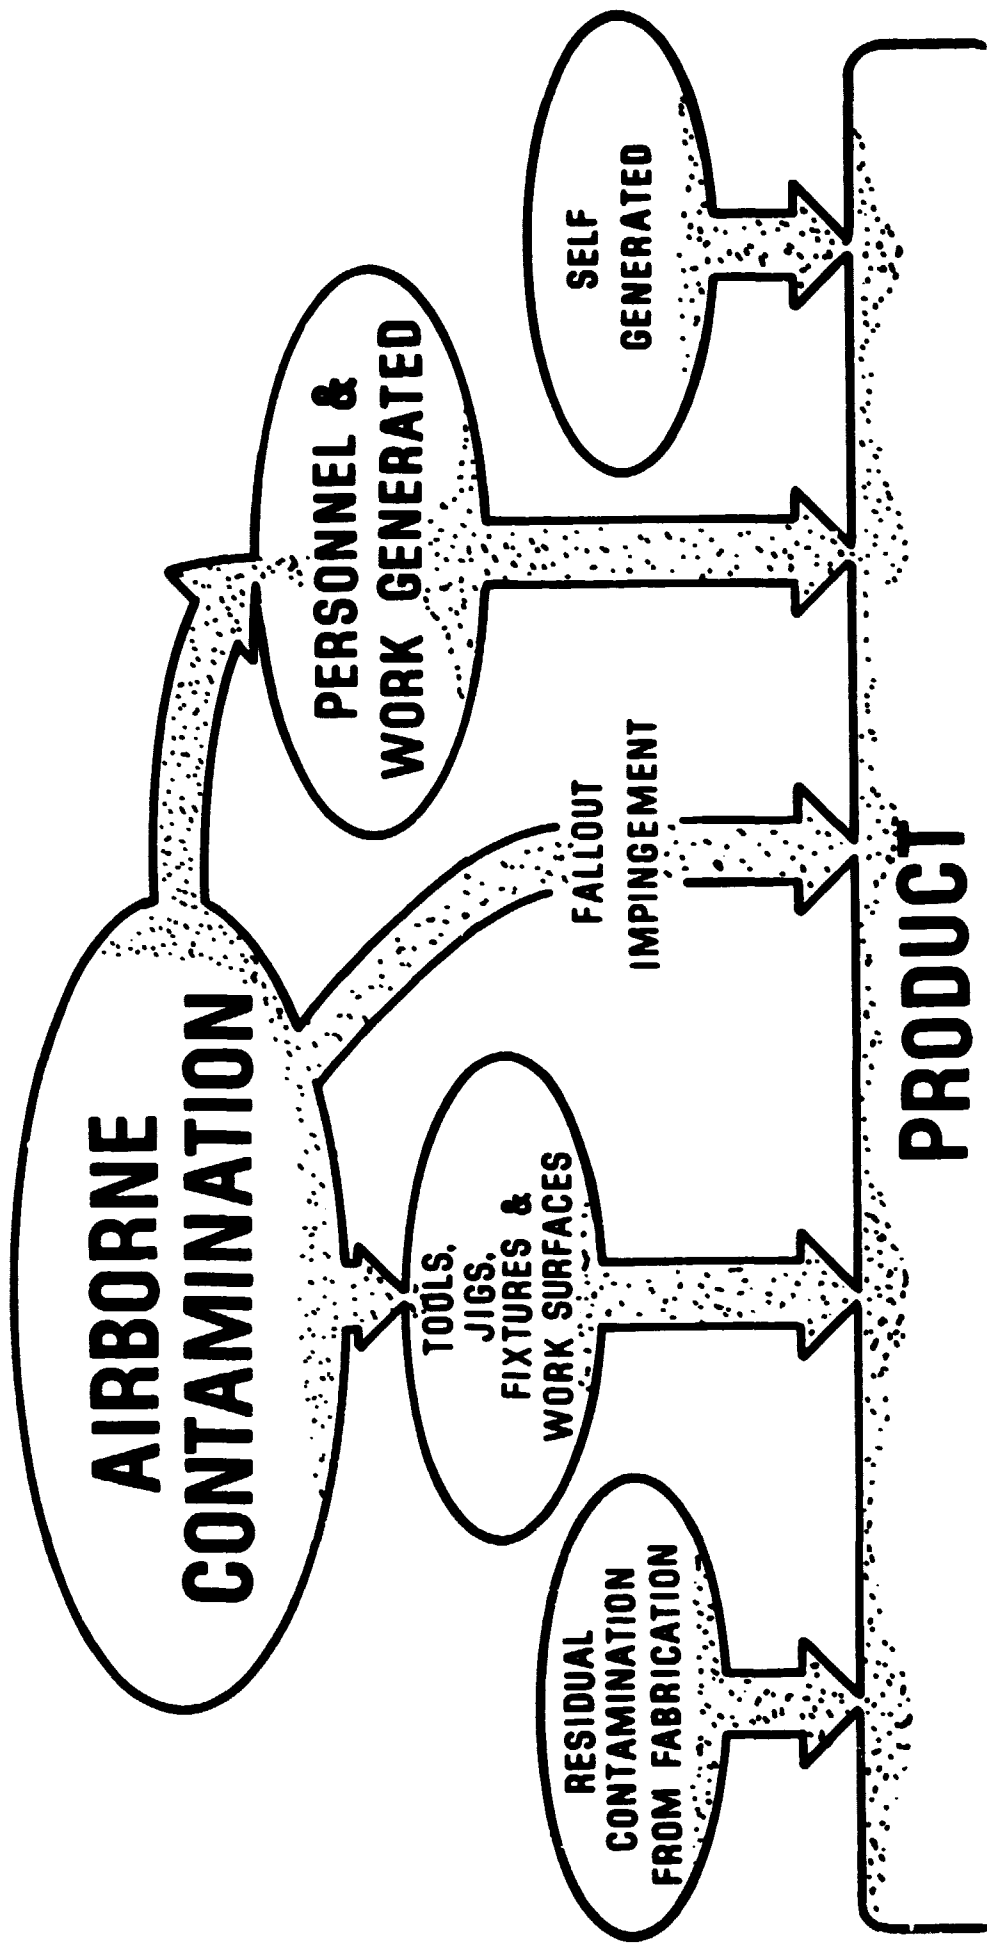 AIRBORNE
CONTAMINATION
PERSONNEL &
WORK GENERATED
TOOLS,
JIGS,
FIXTURES &
WORK SURFACES
FALLOUT
IMPINGEMENT
RESIDUAL
CONTAMINATION
FROM FABRICATION
SELF
GENERATED
PRODUCT